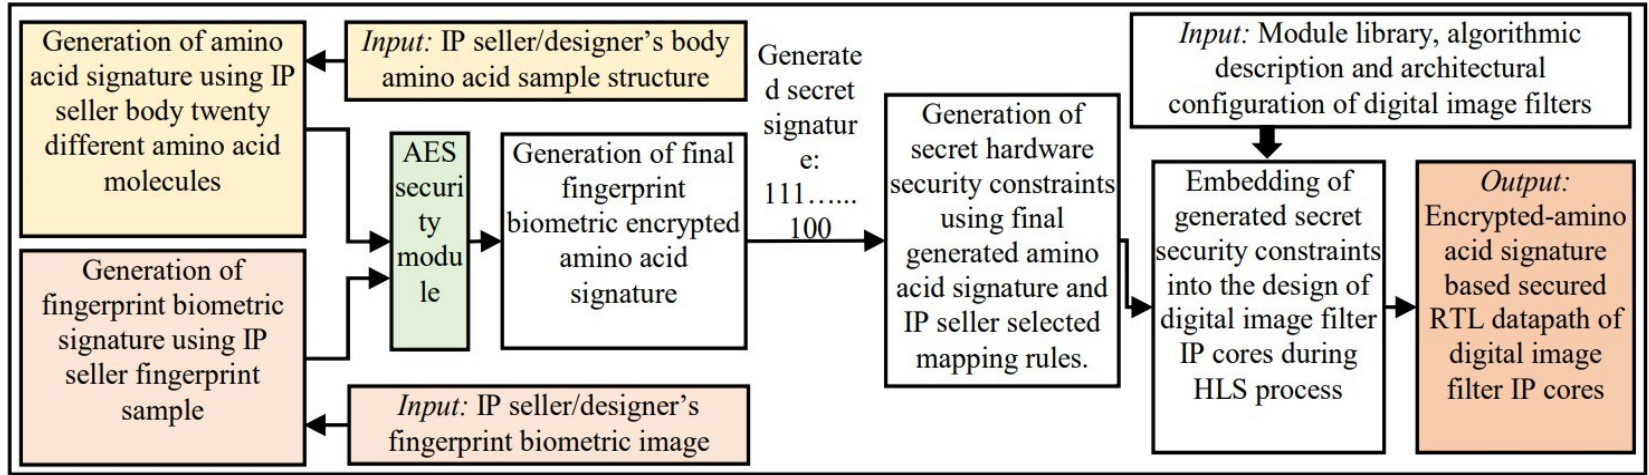 Generation of amino
acid signature using IP
seller body twenty
different amino acid
molecules
Input: IP seller/designer’s body
amino acid sample structure
Generation of
fingerprint biometric
signature using IP
seller fingerprint
sample
Input: IP seller/designer’s
fingerprint biometric image
AES
securi
ty
modu
le
Generation of final
fingerprint
biometric encrypted
amino acid
signature
Generate
d secret
signatur
e:
111…...
100
Generation of
secret hardware
security constraints
using final
generated amino
acid signature and
IP seller selected
mapping rules.
Input: Module library, algorithmic
description and architectural
configuration of digital image filters
Embedding of
generated secret
security constraints
into the design of
digital image filter
IP cores during
HLS process
Output:
Encrypted-amino
acid signature
based secured
RTL datapath of
digital image
filter IP cores